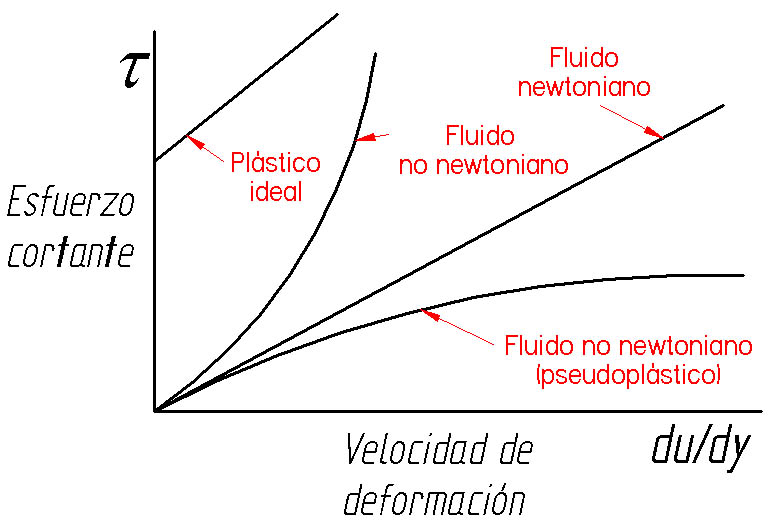 τ
Fluido
newtoniano
Fluido
no newtoniano
Plástico
ideal
Esfuerzo
cortante
Fluido no newtoniano
(pseudoplástico)
Velocidad de
deformación
du/dy